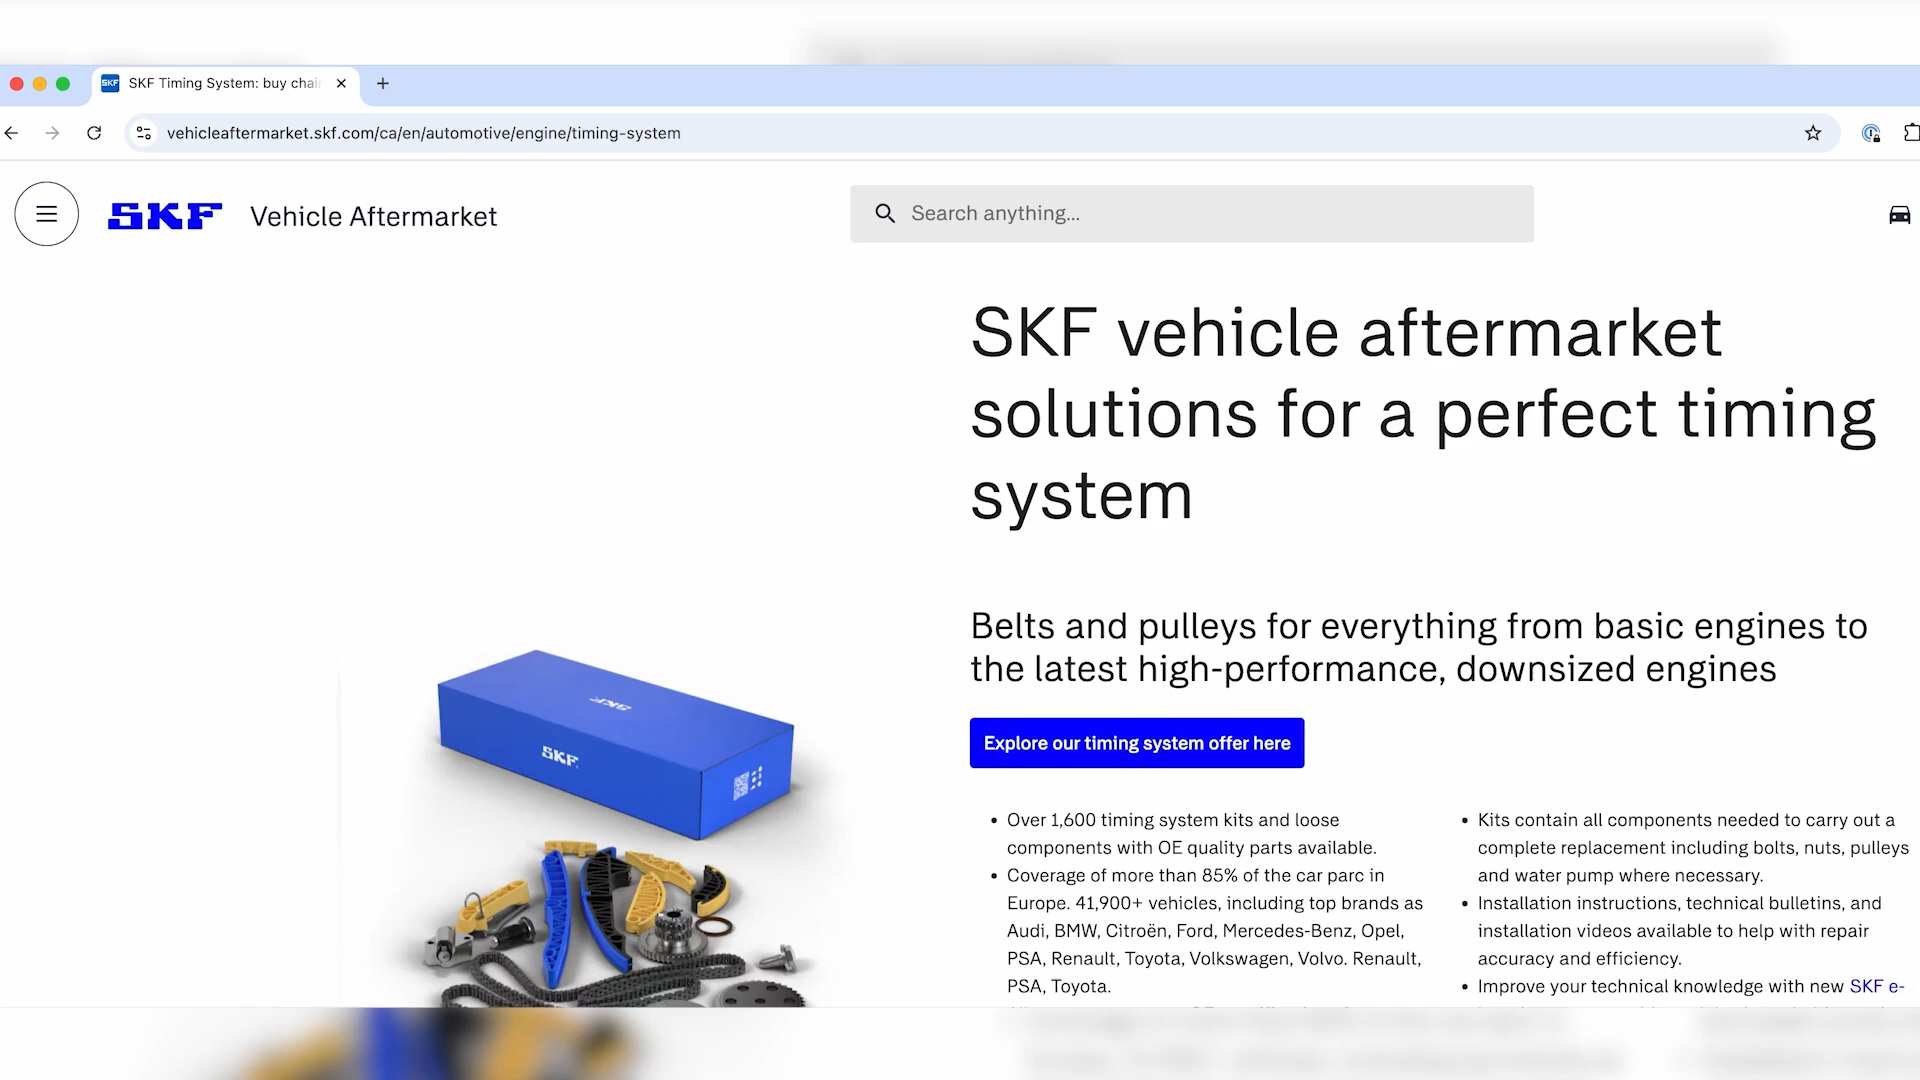 SKF
SKF Timing System: buy chai
vehicleaftermarket.skf.com/ca/en/automotive/engine/timing-system
SKF
Vehicle Aftermarket
Search anything...
SKF vehicle aftermarket
solutions for a perfect timing
system
Belts and pulleys for everything from basic engines to
the latest high-performance, downsized engines
Explore our timing system offer here
SKF
SKF
• Over 1,600 timing system kits and loose
components with OE quality parts available.
• Coverage of more than 85% of the car parc in
Europe. 41,900+ vehicles, including top brands as
Audi, BMW, Citroën, Ford, Mercedes-Benz, Opel,
PSA, Renault, Toyota, Volkswagen, Volvo. Renault,
PSA, Toyota.
• Kits contain all components needed to carry out a
complete replacement including bolts, nuts, pulleys
and water pump where necessary.
• Installation instructions, technical bulletins, and
installation videos available to help with repair
accuracy and efficiency.
• Improve your technical knowledge with new SKF e-